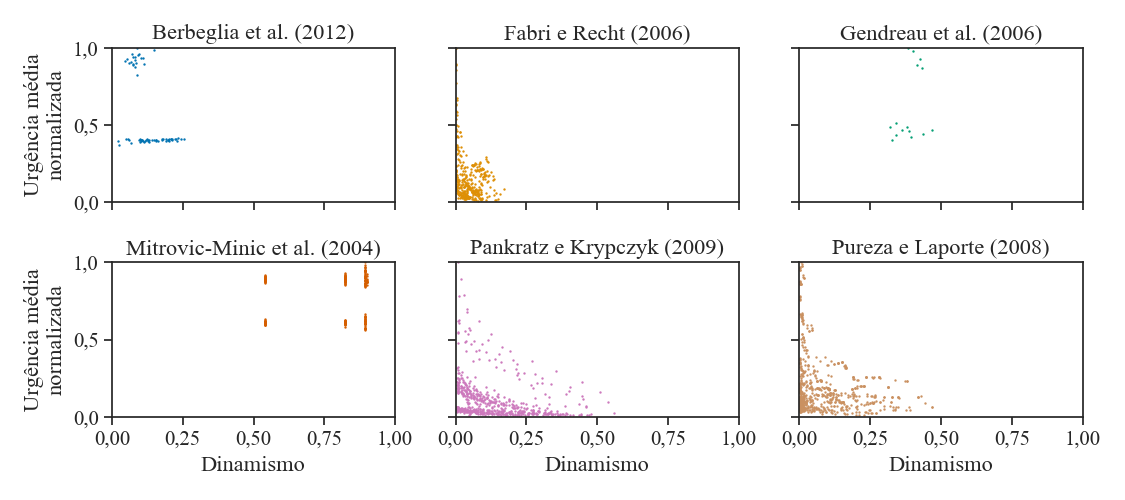 Berbeglia et al. (2012)
Fabri e Recht (2006)
Gendreau et al. (2006)
Urgência média
normalizada
1,0
0,5
0,0
Mitrovic-Minic et al. (2004)
Pankratz e Krypczyk (2009)
Pureza e Laporte (2008)
Urgência média
normalizada
1,0
0,5
0,0
0,00 0,25 0,50 0,75 1,00
0,00 0,25 0,50 0,75 1,00
0,00 0,25 0,50 0,75 1,00
Dinamismo
Dinamismo
Dinamismo